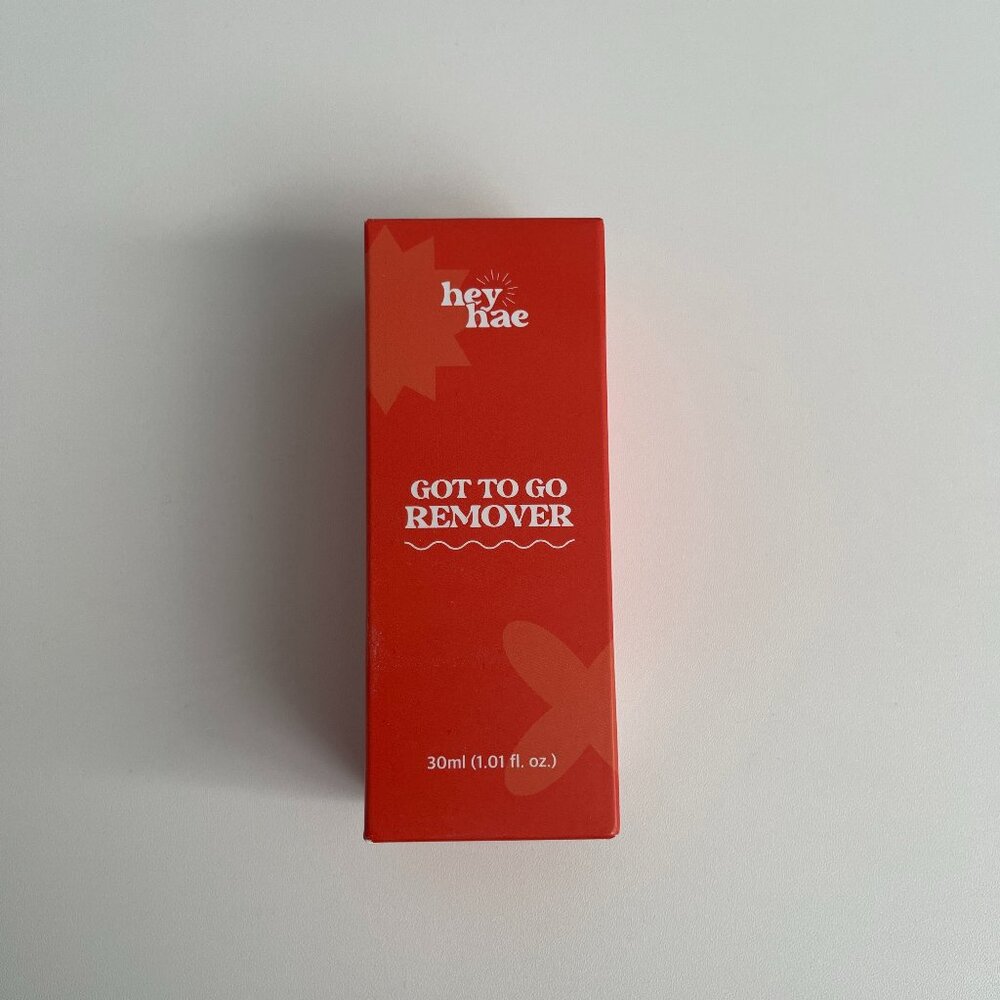 hey
hae
GOT TO GO
REMOVER
30ml (1.01 fl. oz.)